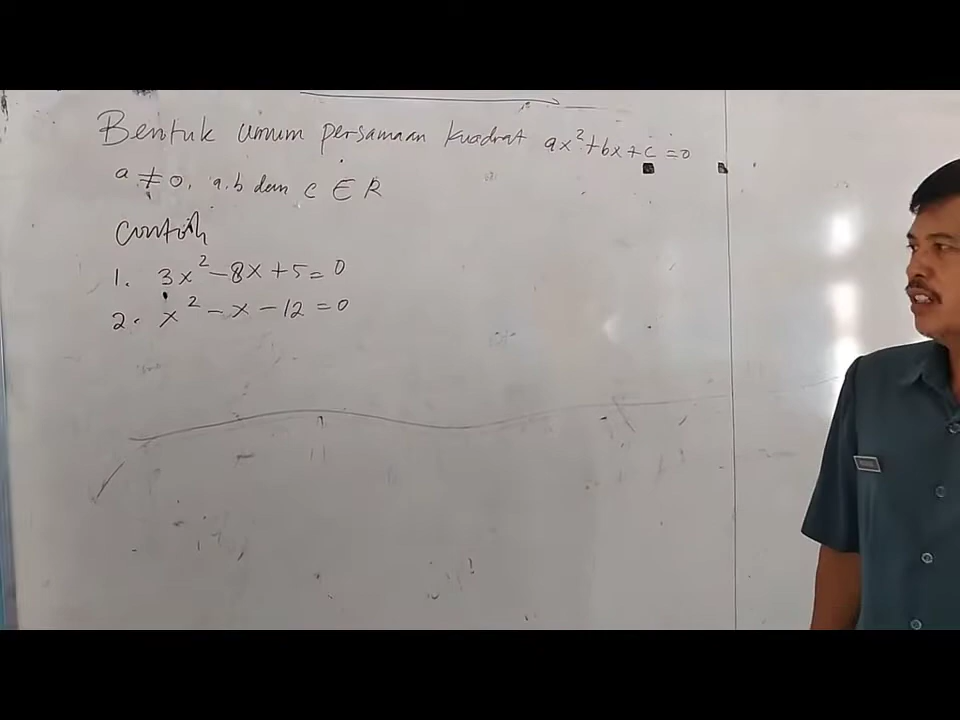 Bentuk umum persamaan kuadrat ax²+bx+c=0
a ≠ 0, a,b dan c ∈ R
Contoh
1. 3x²-8x+5=0
2. x²-x-12=0